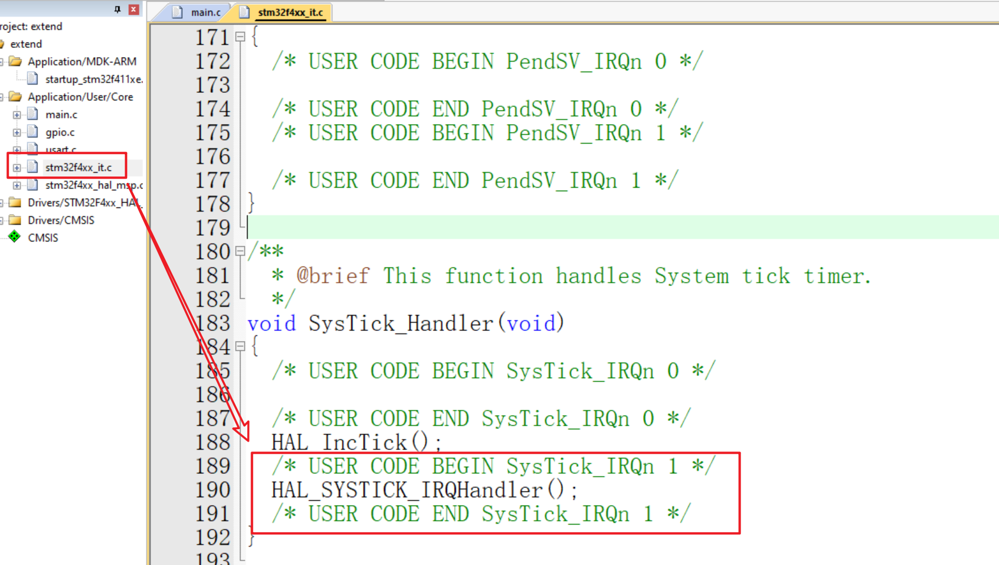 main.c
stm32f4xx_it.c
roject: extend
extend
Application/MDK-ARM
startup_stm32f411xe.
Application/User/Core
main.c
gpio.c
usart.c
stm32f4xx_it.c
stm32f4xx_hal_msp.c
Drivers/STM32F4xx_HAL_
Drivers/CMSIS
CMSIS
171 {
172 /* USER CODE BEGIN PendSV_IRQn 0 */
173
174 /* USER CODE END PendSV_IRQn 0 */
175 /* USER CODE BEGIN PendSV_IRQn 1 */
176
177 /* USER CODE END PendSV_IRQn 1 */
178 }
179
180 /**
181 * @brief This function handles System tick timer.
182 */
183 void SysTick_Handler(void)
184 {
185 /* USER CODE BEGIN SysTick_IRQn 0 */
186
187 /* USER CODE END SysTick_IRQn 0 */
188 HAL_IncTick();
189 /* USER CODE BEGIN SysTick_IRQn 1 */
190 HAL_SYSTICK_IRQHandler();
191 /* USER CODE END SysTick_IRQn 1 */
192 }
193